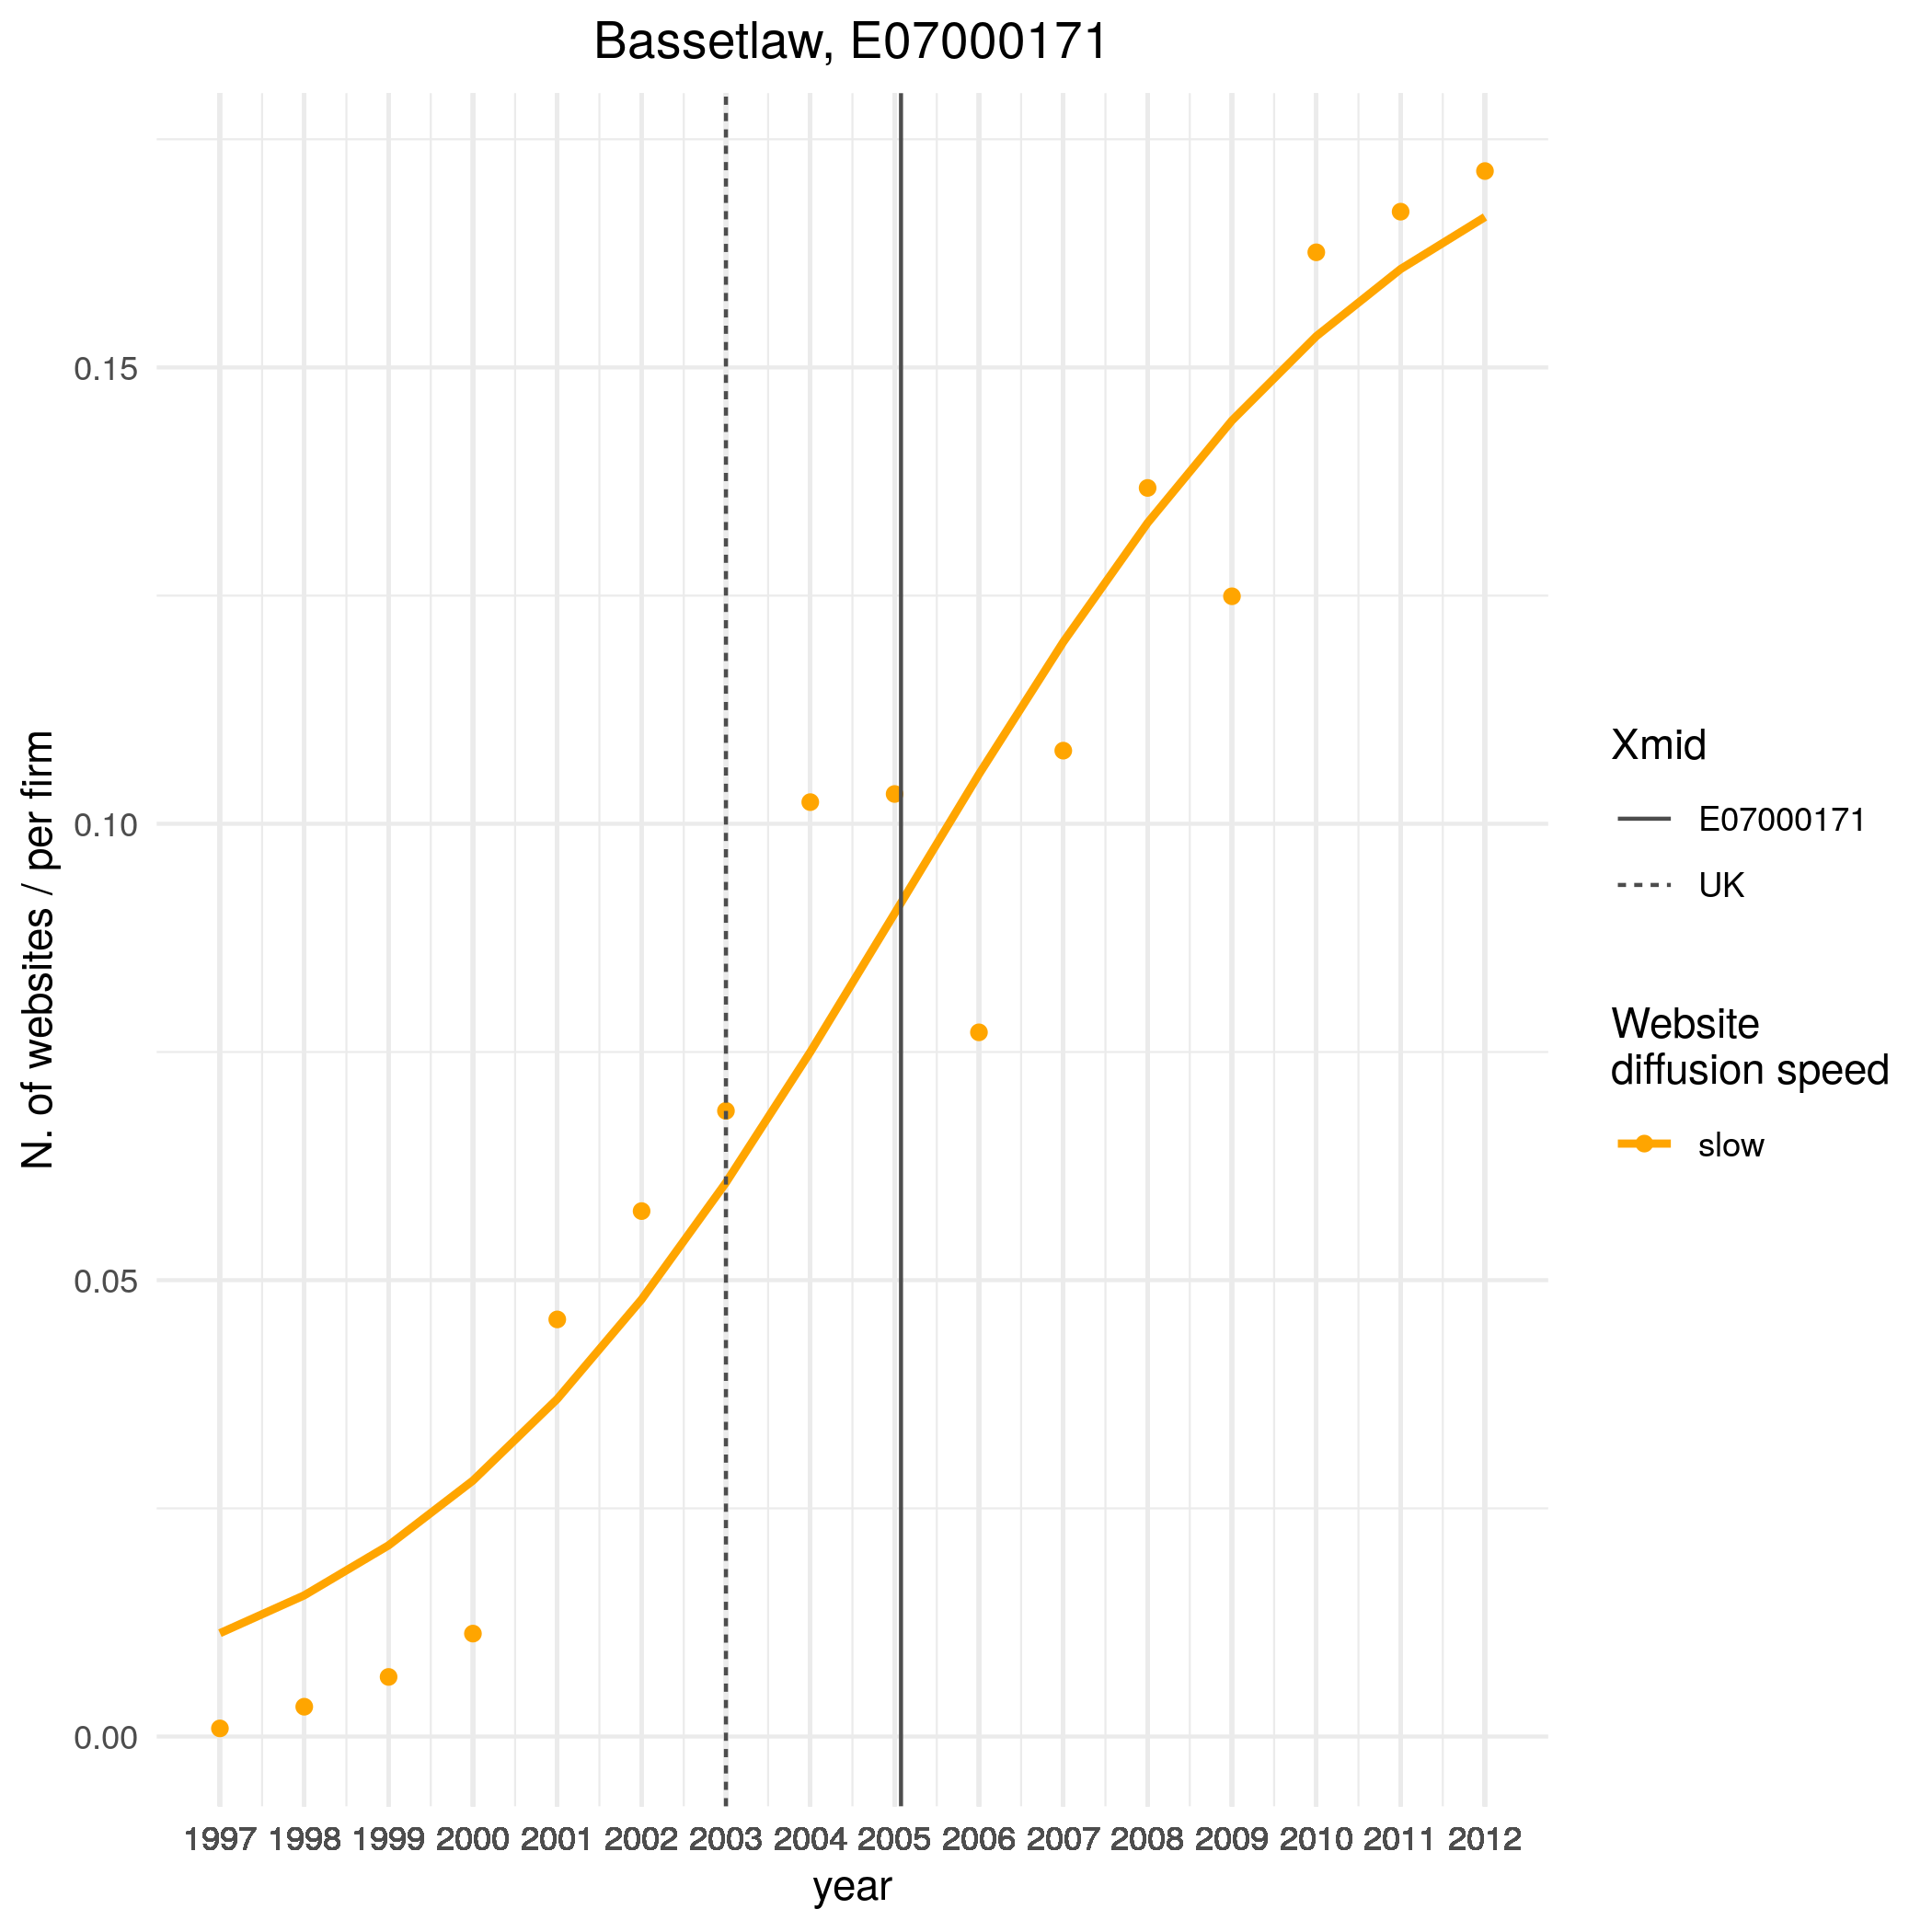 Bassetlaw, E07000171
N. of websites / per firm
0.15
0.10
0.05
0.00
1997 1998 1999 2000 2001 2002 2003 2004 2005 2006 2007 2008 2009 2010 2011 2012
year
Xmid
E07000171
UK
Website
diffusion speed
slow